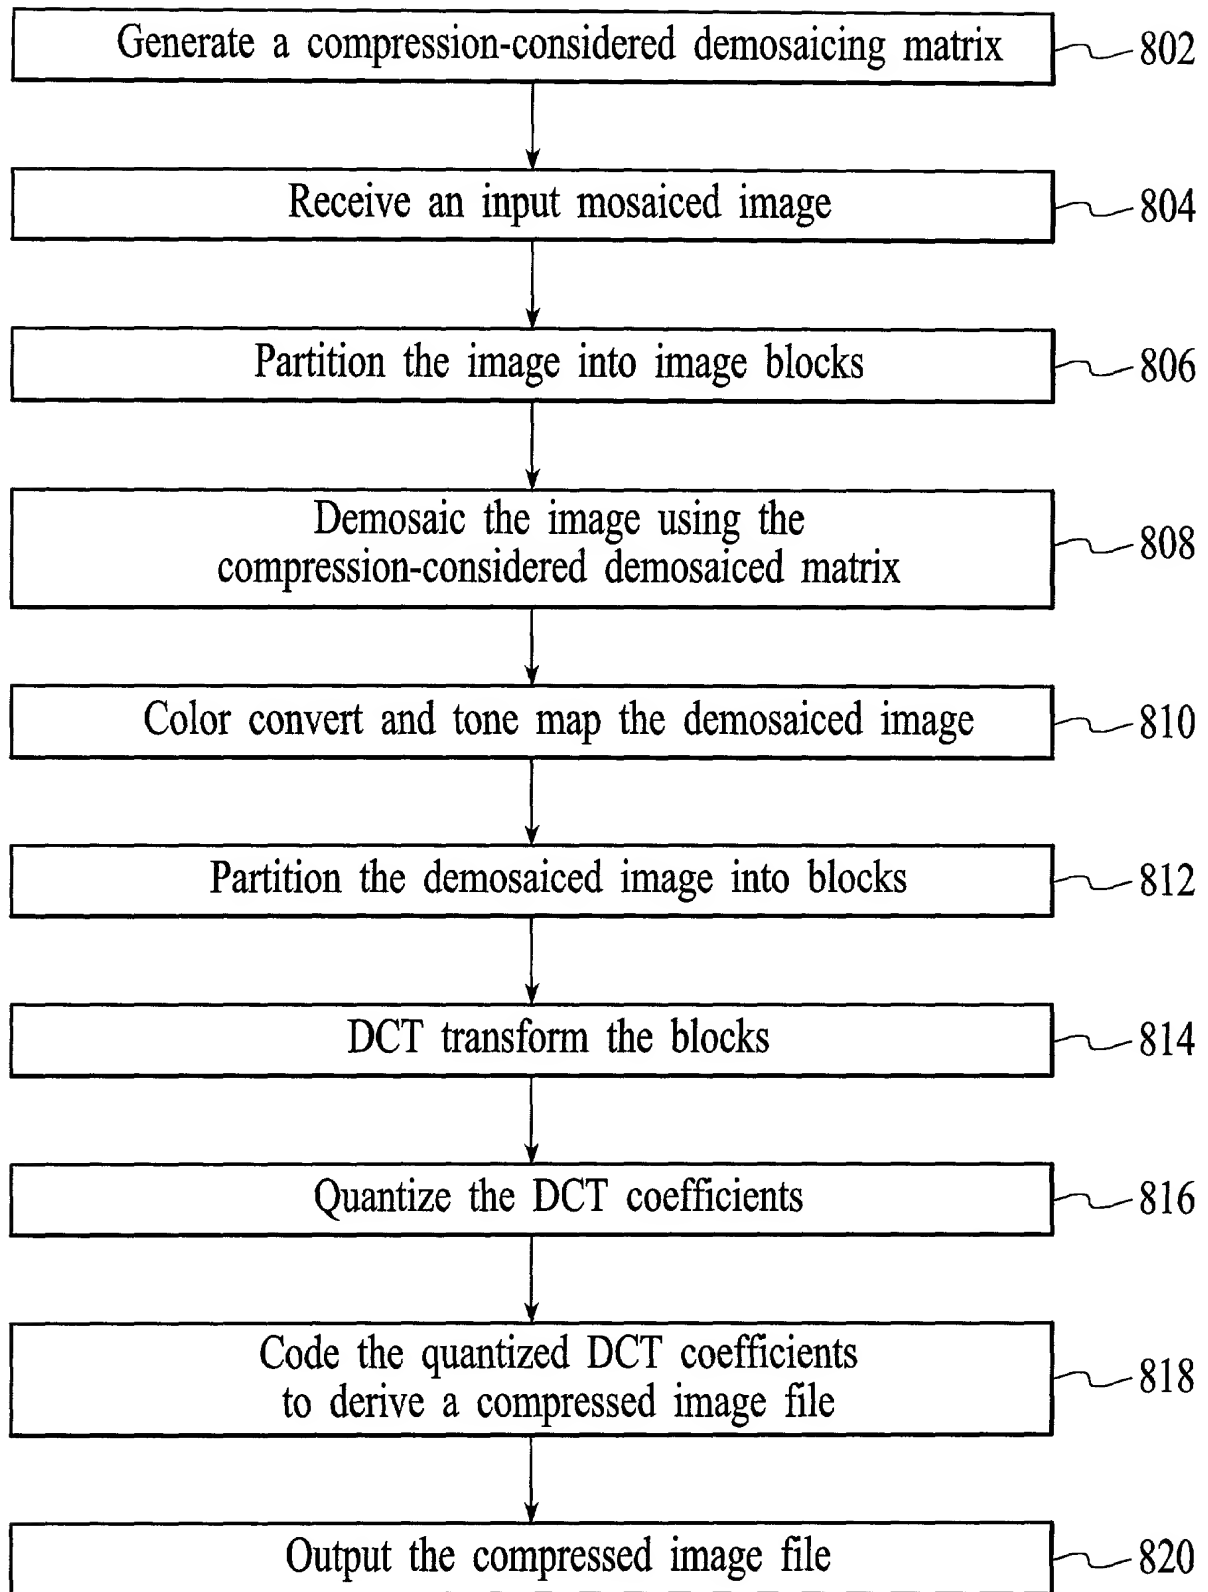 Generate a compression-considered demosaicing matrix 802
Receive an input mosaiced image 804
Partition the image into image blocks 806
Demosaic the image using the
compression-considered demosaiced matrix 808
Color convert and tone map the demosaiced image 810
Partition the demosaiced image into blocks 812
DCT transform the blocks 814
Quantize the DCT coefficients 816
Code the quantized DCT coefficients
to derive a compressed image file 818
Output the compressed image file 820